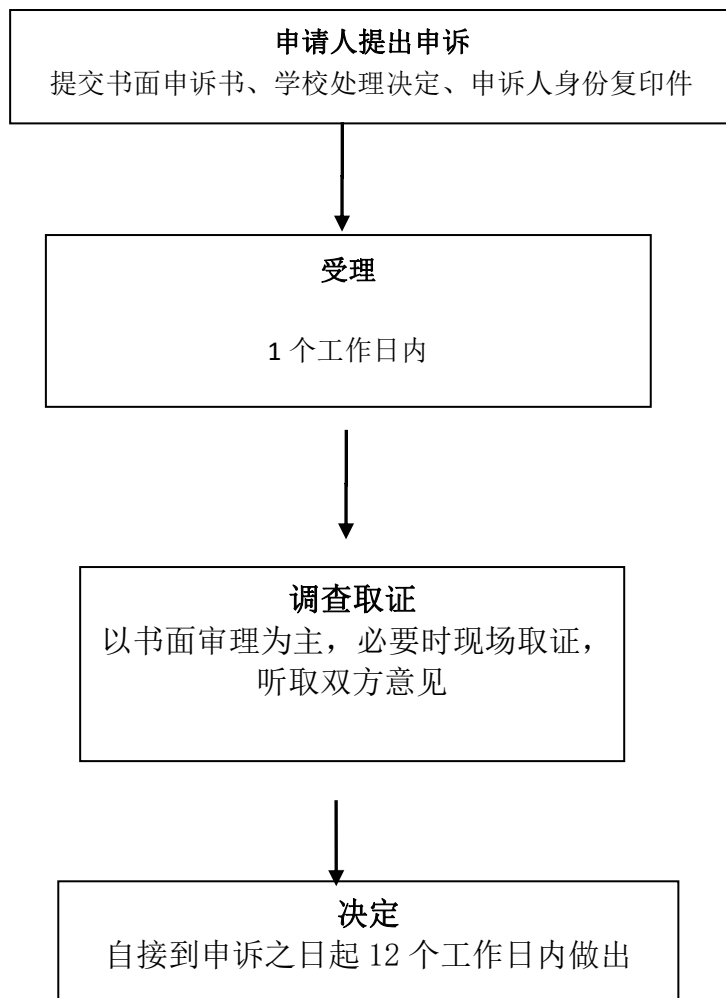 申请人提出申诉
提交书面申诉书、学校处理决定、申诉人身份复印件
受理
1 个工作日内
调查取证
以书面审理为主，必要时现场取证，
听取双方意见
决定
自接到申诉之日起 12 个工作日内做出